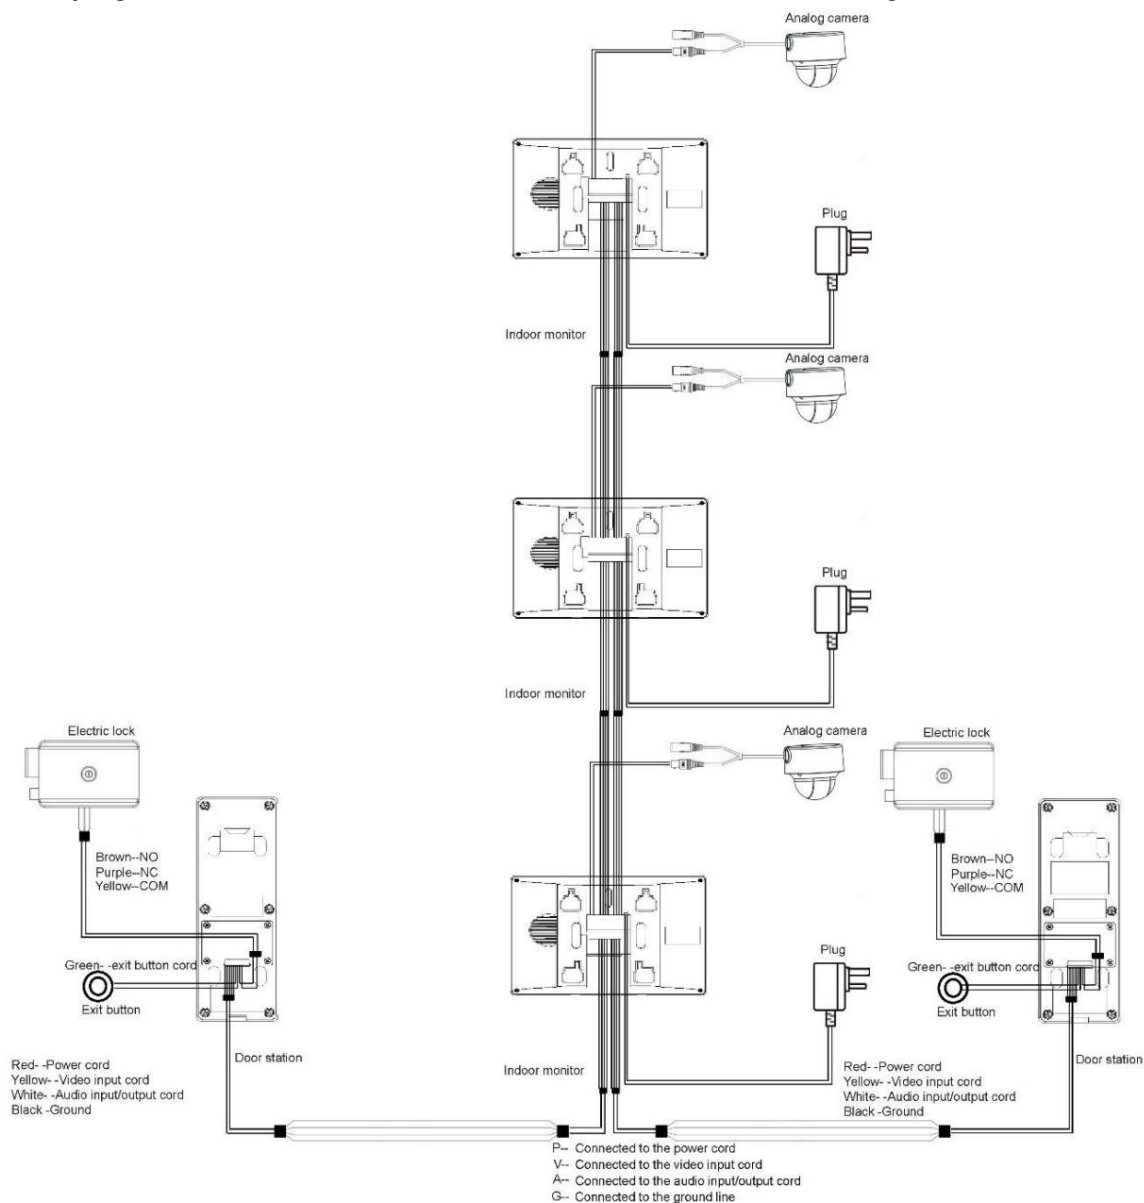 Analog camera
Plug
Indoor monitor
Analog camera
Plug
Indoor monitor
Electric lock
Analog camera
Electric lock
Brown--NO
Purple--NC
Yellow--COM
Brown--NO
Purple--NC
Yellow--COM
Plug
Green- -exit button cord
Exit button
Green- -exit button cord
Exit button
Door station
Indoor monitor
Door station
Red- -Power cord
Yellow- -Video input cord
White- -Audio input/output cord
Black -Ground
Red- -Power cord
Yellow- -Video input cord
White- -Audio input/output cord
Black -Ground
P-- Connected to the power cord
V-- Connected to the video input cord
A-- Connected to the audio input/output cord
G-- Connected to the ground line